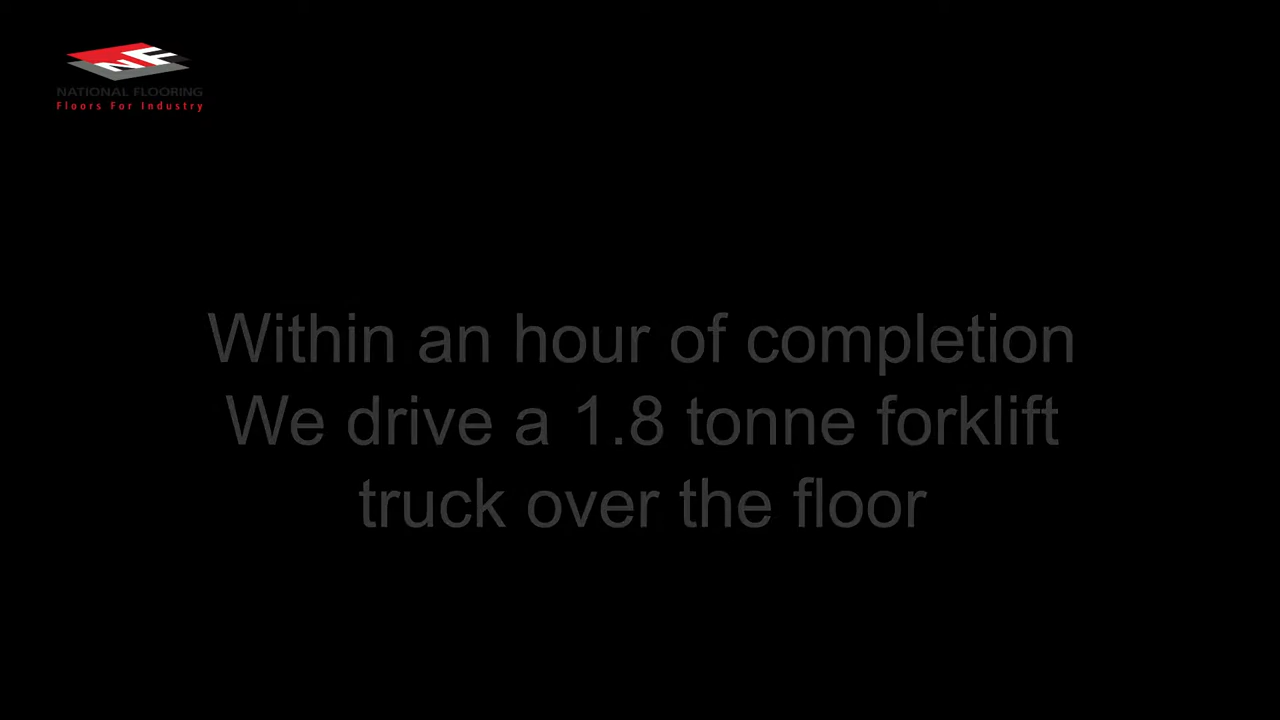 NF
NATIONAL FLOORING
Floors For Industry
Within an hour of completion
We drive a 1.8 tonne forklift
truck over the floor